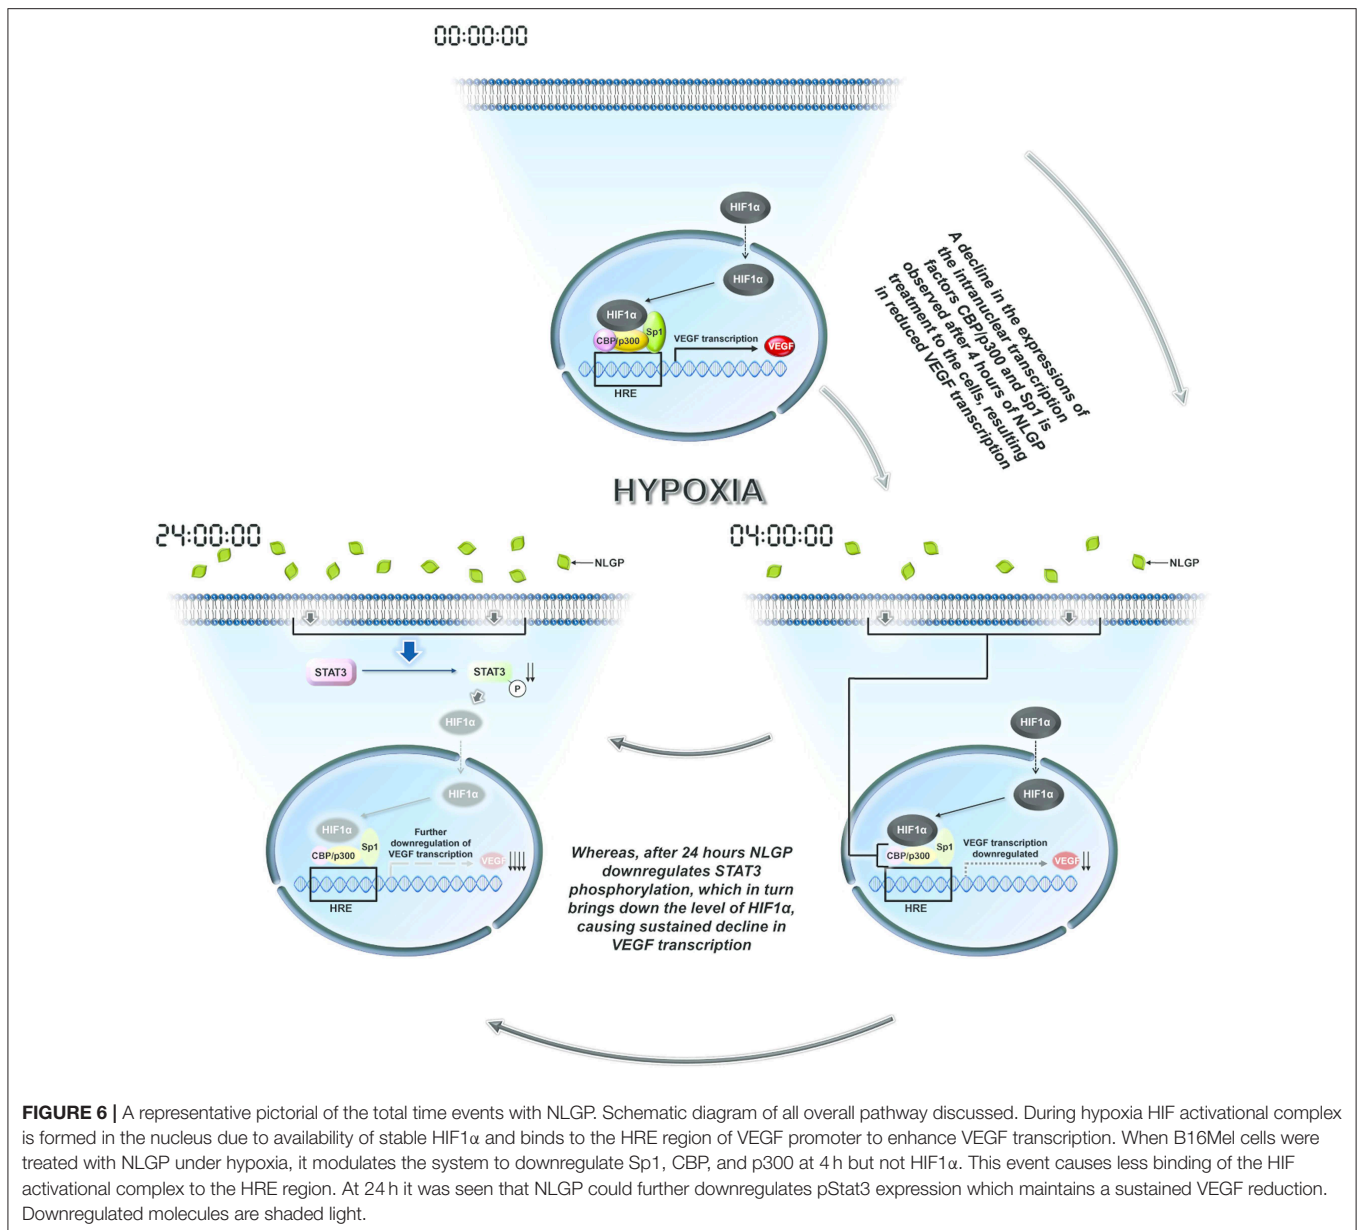 00:00:00
HIF1α
HIF1α
HIF1α
Sp1
CBP/p300
VEGF transcription
VEGF
HRE
A decline in the expressions of
the intranuclear transcription
factors CBP/p300 and Sp1 is
observed after 4 hours of NLGP
treatment to the cells, resulting
in reduced VEGF transcription
HYPOXIA
24:00:00
NLGP
STAT3
STAT3
P
HIF1α
HIF1α
HIF1α
Sp1
CBP/p300
Further
downregulation of
VEGF transcription
VEGF
HRE
04:00:00
NLGP
HIF1α
HIF1α
HIF1α
Sp1
CBP/p300
VEGF transcription
downregulated
VEGF
HRE
Whereas, after 24 hours NLGP
downregulates STAT3
phosphorylation, which in turn
brings down the level of HIF1α,
causing sustained decline in
VEGF transcription
FIGURE 6 | A representative pictorial of the total time events with NLGP. Schematic diagram of all overall pathway discussed. During hypoxia HIF activational complex
is formed in the nucleus due to availability of stable HIF1α and binds to the HRE region of VEGF promoter to enhance VEGF transcription. When B16Mel cells were
treated with NLGP under hypoxia, it modulates the system to downregulate Sp1, CBP, and p300 at 4 h but not HIF1α. This event causes less binding of the HIF
activational complex to the HRE region. At 24 h it was seen that NLGP could further downregulates pStat3 expression which maintains a sustained VEGF reduction.
Downregulated molecules are shaded light.